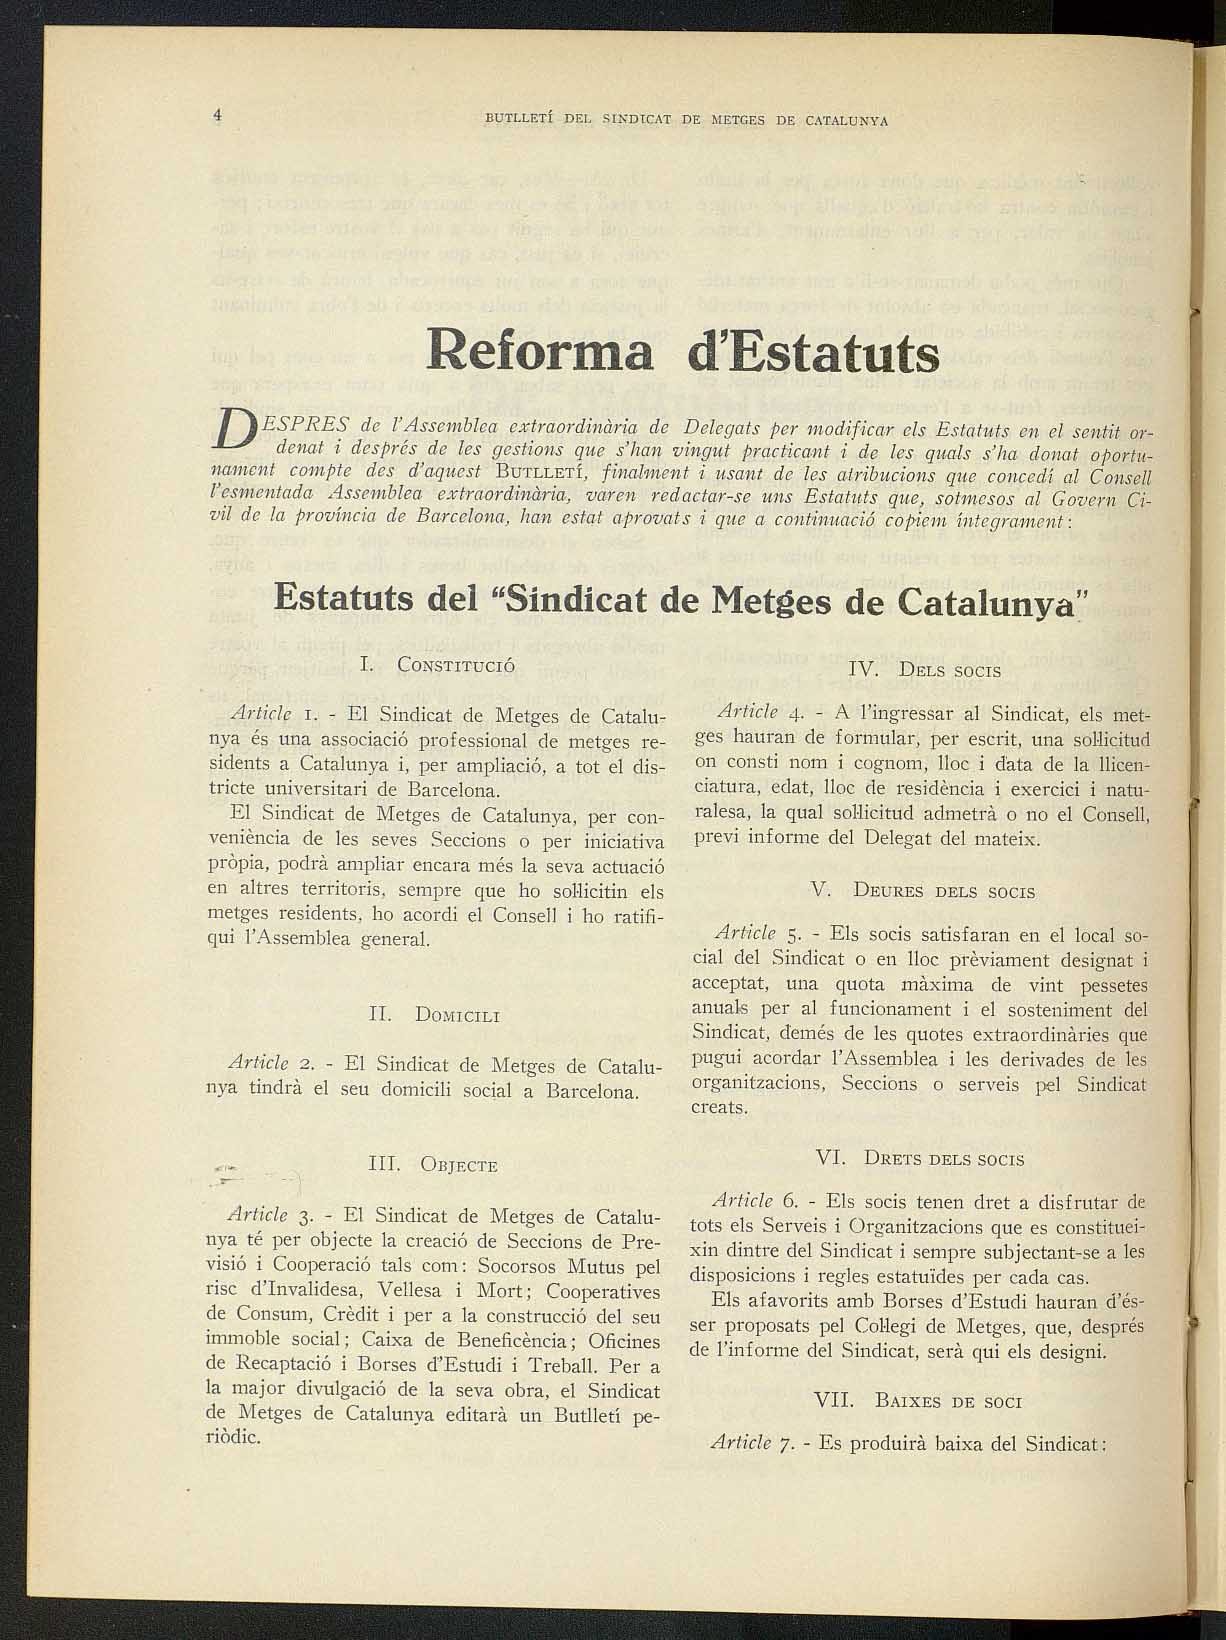 4
BUTLLETÍ DEL SINDICAT DE METGES DE CATALUNYA
Reforma d'Estatuts
DESPRES de l'Assemblea extraordinària de Delegats per modificar els Estatuts en el sentit or-
denat i després de les gestions que s'han vingut practicant i de les quals s'ha donat oportu-
nament compte des d'aquest BUTLLETÍ, finalment i usant de les atribucions que concedí al Consell
l'esmentada Assemblea extraordinària, varen redactar-se uns Estatuts que, sotmesos al Govern Ci-
vil de la província de Barcelona, han estat aprovats i que a continuació copiem íntegrament:
Estatuts del "Sindicat de Metges de Catalunya"
I. CONSTITUCIÓ
Article 1. - El Sindicat de Metges de Catalu-
nya és una associació professional de metges re-
sidents a Catalunya i, per ampliació, a tot el dis-
tricte universitari de Barcelona.
El Sindicat de Metges de Catalunya, per con-
veniència de les seves Seccions o per iniciativa
pròpia, podrà ampliar encara més la seva actuació
en altres territoris, sempre que ho sol·licitin els
metges residents, ho acordi el Consell i ho ratifi-
qui l'Assemblea general.
II. DOMICILI
Article 2. - El Sindicat de Metges de Catalu-
nya tindrà el seu domicili social a Barcelona.
III. OBJECTE
Article 3. - El Sindicat de Metges de Catalu-
nya té per objecte la creació de Seccions de Pre-
visió i Cooperació tals com: Socorsos Mutus pel
risc d'Invalidesa, Vellesa i Mort; Cooperatives
de Consum, Crèdit i per a la construcció del seu
immoble social; Caixa de Beneficència; Oficines
de Recaptació i Borses d'Estudi i Treball. Per a
la major divulgació de la seva obra, el Sindicat
de Metges de Catalunya editarà un Butlletí pe-
riòdic.
IV. DELS SOCIS
Article 4. - A l'ingressar al Sindicat, els met-
ges hauran de formular, per escrit, una sol·licitud
on consti nom i cognom, lloc i data de la llicen-
ciatura, edat, lloc de residència i exercici i natu-
ralesa, la qual sol·licitud admetrà o no el Consell,
previ informe del Delegat del mateix.
V. DEURES DELS SOCIS
Article 5. - Els socis satisfaran en el local so-
cial del Sindicat o en lloc prèviament designat i
acceptat, una quota màxima de vint pessetes
anuals per al funcionament i el sosteniment del
Sindicat, demés de les quotes extraordinàries que
pugui acordar l'Assemblea i les derivades de les
organitzacions, Seccions o serveis pel Sindicat
creats.
VI. DRETS DELS SOCIS
Article 6. - Els socis tenen dret a disfrutar de
tots els Serveis i Organitzacions que es constituei-
xin dintre del Sindicat i sempre subjectant-se a les
disposicions i regles estatuïdes per cada cas.
Els afavorits amb Borses d'Estudi hauran d'és-
ser proposats pel Col·legi de Metges, que, després
de l'informe del Sindicat, serà qui els designi.
VII. BAIXES DE SOCI
Article 7. - Es produirà baixa del Sindicat: